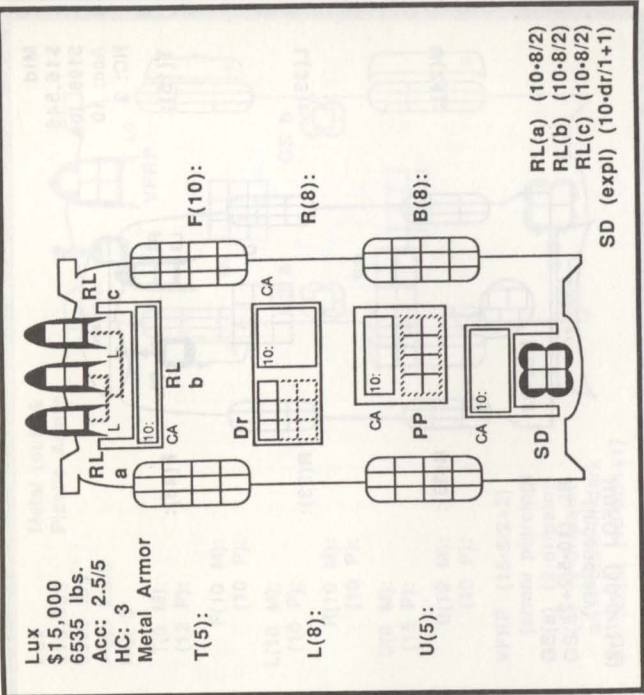 Lux
$15,000
6535 lbs.
Acc: 2.5/5
HC: 3
Metal Armor
T(5):
L(8):
U(5):
F(10):
R(8):
B(8):
RL
a
RL
b
RL
c
L
L
10:
CA
Dr
10:
CA
10:
CA
PP
10:
CA
SD
RL(a) (10•8/2)
RL(b) (10•8/2)
RL(c) (10•8/2)
SD (expl) (10•dr/1+1)